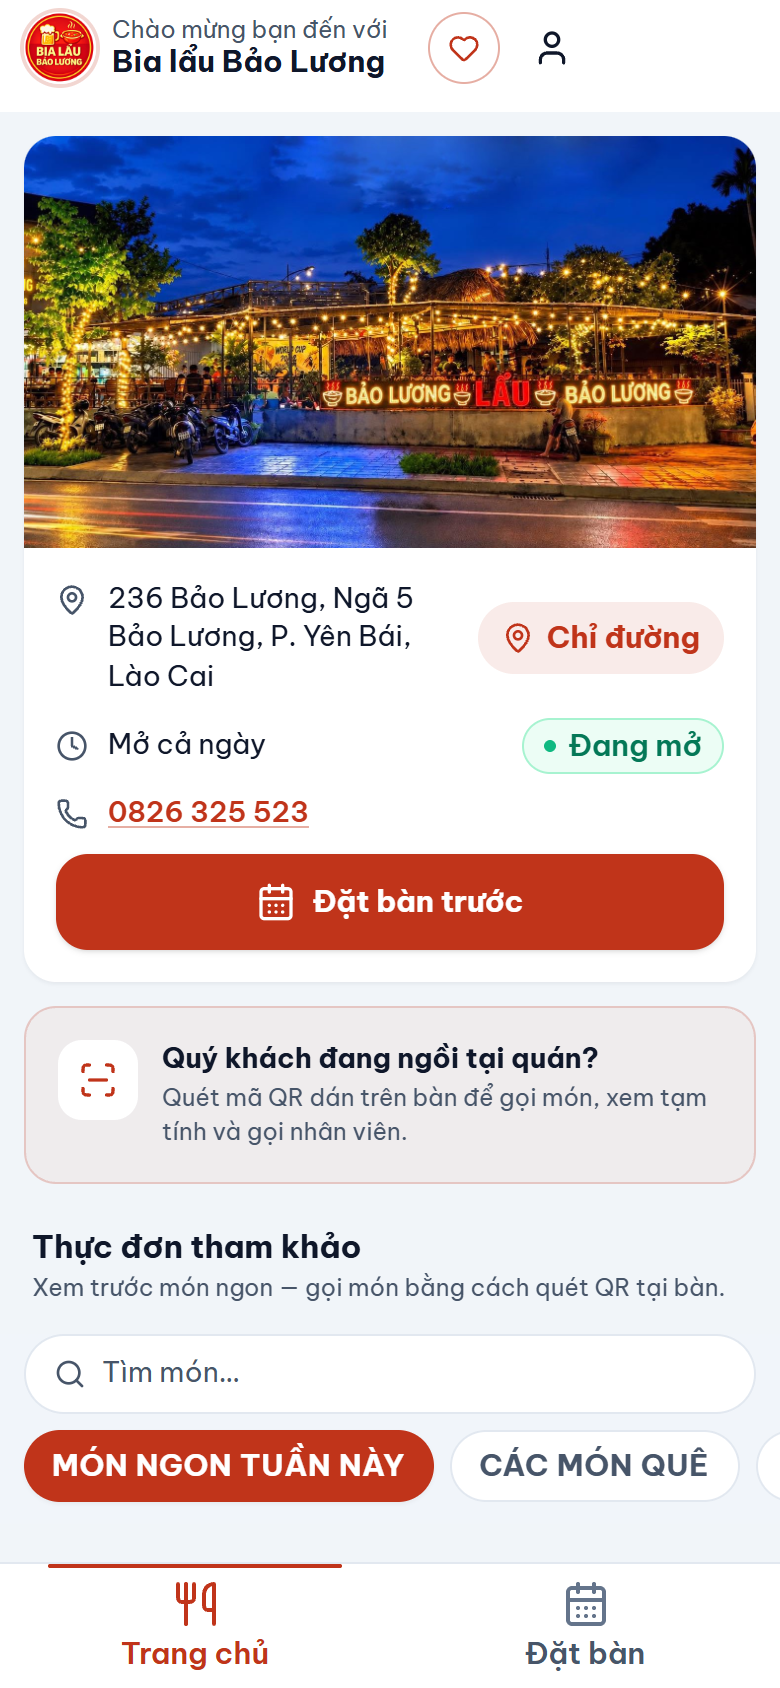 BIA LẨU
BẢO LƯƠNG
Chào mừng bạn đến với
Bia lẩu Bảo Lương
WORLD CUP
BẢO LƯƠNG LẨU BẢO LƯƠNG
236 Bảo Lương, Ngã 5
Bảo Lương, P. Yên Bái,
Lào Cai
Chỉ đường
Mở cả ngày
Đang mở
0826 325 523
Đặt bàn trước
Quý khách đang ngồi tại quán?
Quét mã QR dán trên bàn để gọi món, xem tạm
tính và gọi nhân viên.
Thực đơn tham khảo
Xem trước món ngon — gọi món bằng cách quét QR tại bàn.
Tìm món...
MÓN NGON TUẦN NÀY
CÁC MÓN QUÊ
Trang chủ
Đặt bàn